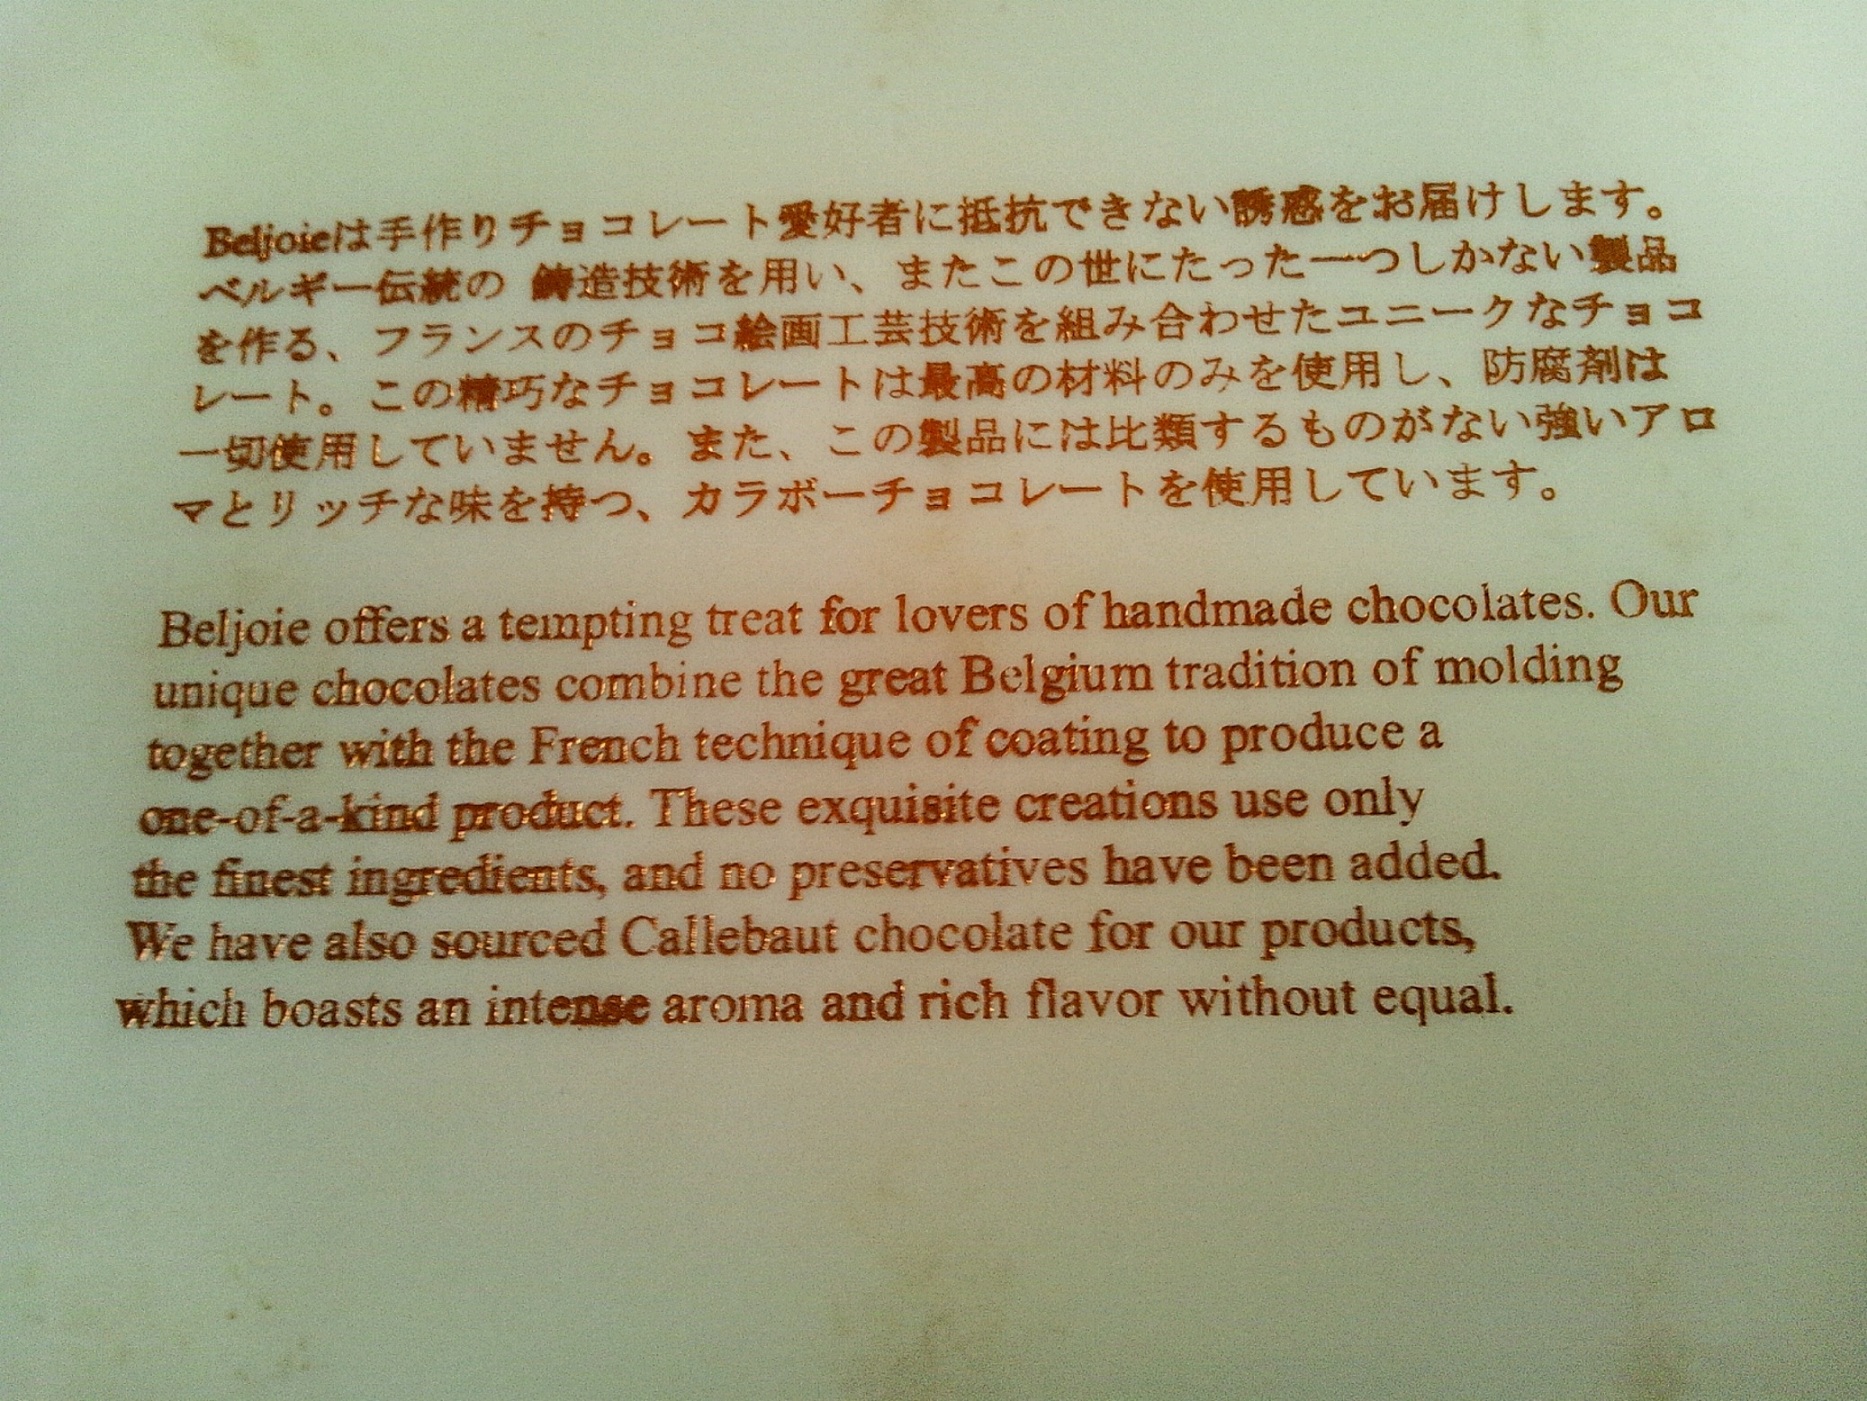 Beljoieは手作りチョコレート愛好者に抵抗できない誘惑をお届けします。
ベルギー伝統の 鋳造技術を用い、またこの世にたった一つしかない製品
を作る、フランスのチョコ絵画工芸技術を組み合わせたユニークなチョコ
レート。この精巧なチョコレートは最高の材料のみを使用し、防腐剤は
一切使用していません。また、この製品には比類するものがない強いアロ
マとリッチな味を持つ、カラボーチョコレートを使用しています。
Beljoie offers a tempting treat for lovers of handmade chocolates. Our
unique chocolates combine the great Belgium tradition of molding
together with the French technique of coating to produce a
one-of-a-kind product. These exquisite creations use only
the finest ingredients, and no preservatives have been added.
We have also sourced Callebaut chocolate for our products,
which boasts an intense aroma and rich flavor without equal.